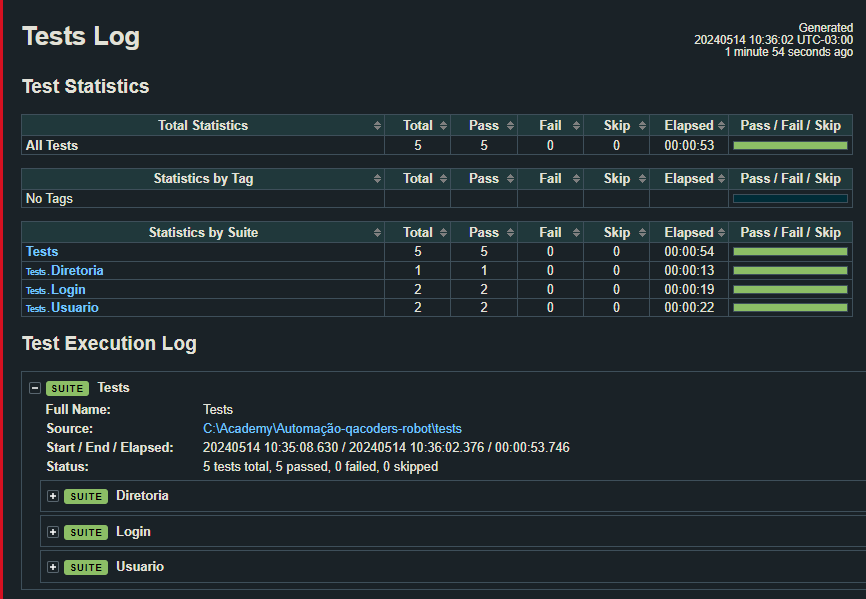 Tests Log
Generated
20240514 10:36:02 UTC-03:00
1 minute 54 seconds ago
Test Statistics
Total Statistics Total Pass Fail Skip Elapsed Pass / Fail / Skip
All Tests 5 5 0 0 00:00:53
Statistics by Tag Total Pass Fail Skip Elapsed Pass / Fail / Skip
No Tags
Statistics by Suite Total Pass Fail Skip Elapsed Pass / Fail / Skip
Tests 5 5 0 0 00:00:54
Tests . Diretoria 1 1 0 0 00:00:13
Tests . Login 2 2 0 0 00:00:19
Tests . Usuario 2 2 0 0 00:00:22
Test Execution Log
SUITE Tests
Full Name: Tests
Source: C:\Academy\Automação-qacoders-robot\tests
Start / End / Elapsed: 20240514 10:35:08.630 / 20240514 10:36:02.376 / 00:00:53.746
Status: 5 tests total, 5 passed, 0 failed, 0 skipped
SUITE Diretoria
SUITE Login
SUITE Usuario